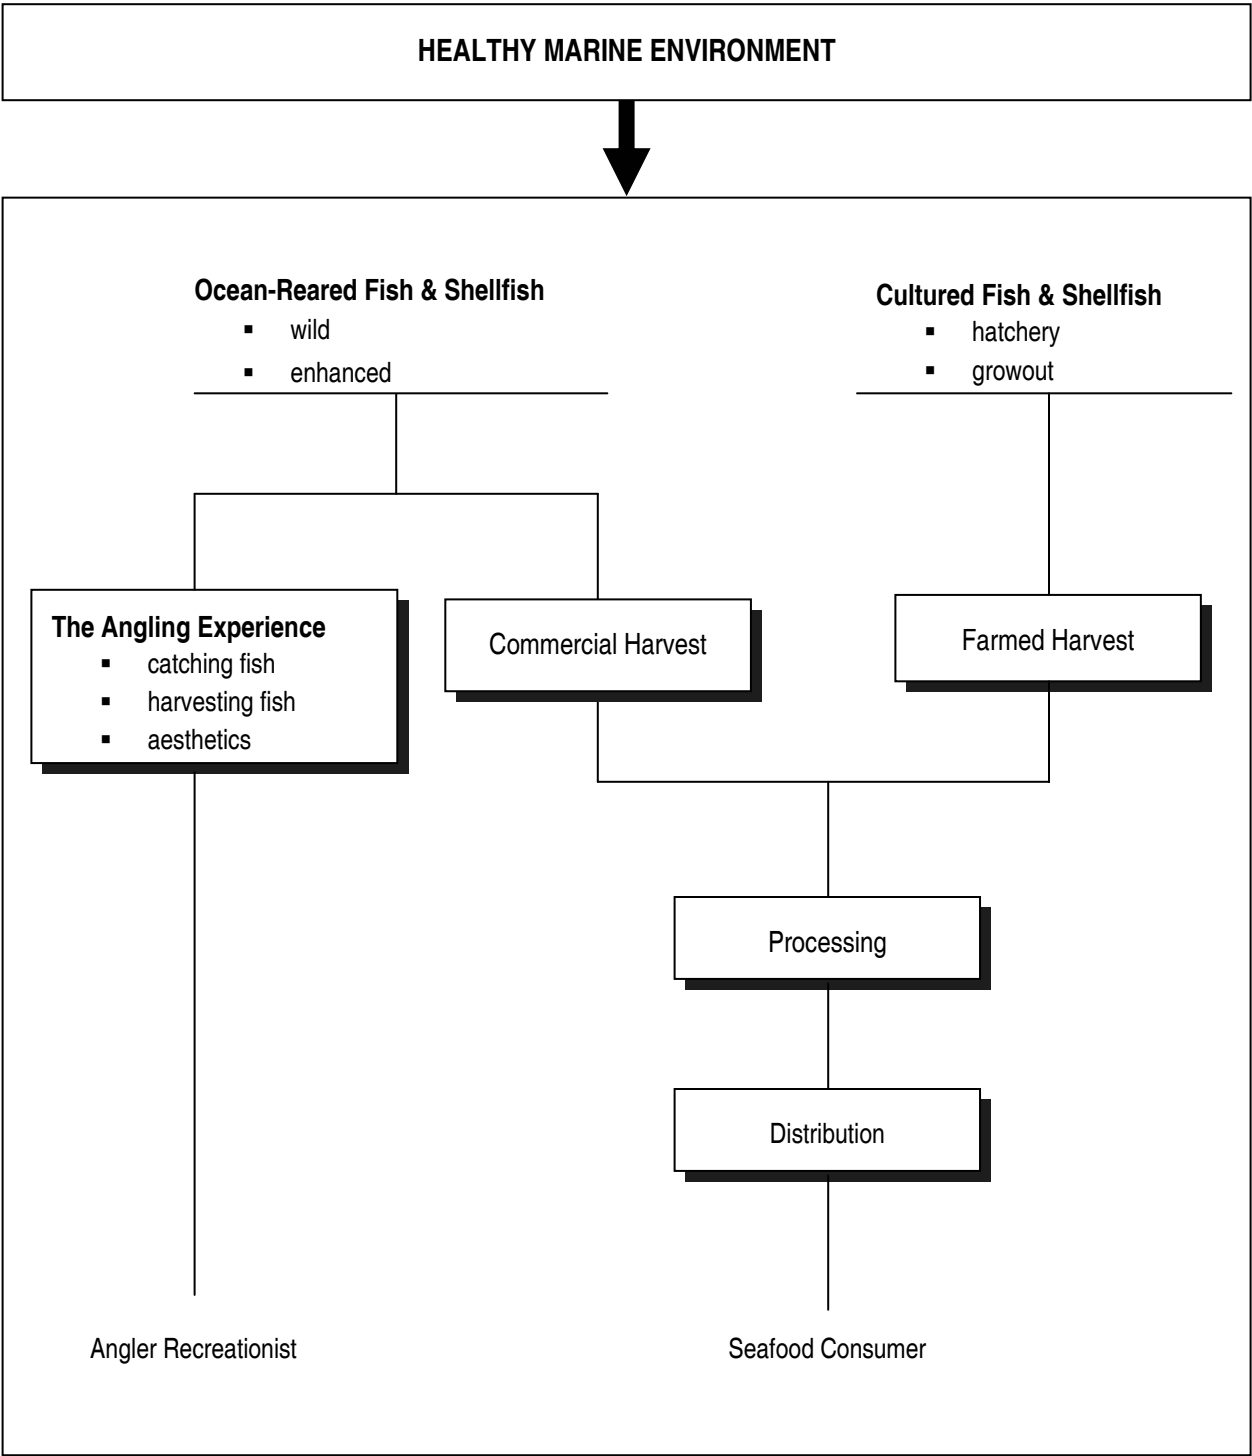 HEALTHY MARINE ENVIRONMENT
Ocean-Reared Fish & Shellfish
▪ wild
▪ enhanced
Cultured Fish & Shellfish
▪ hatchery
▪ growout
The Angling Experience
▪ catching fish
▪ harvesting fish
▪ aesthetics
Commercial Harvest
Farmed Harvest
Processing
Distribution
Angler Recreationist
Seafood Consumer